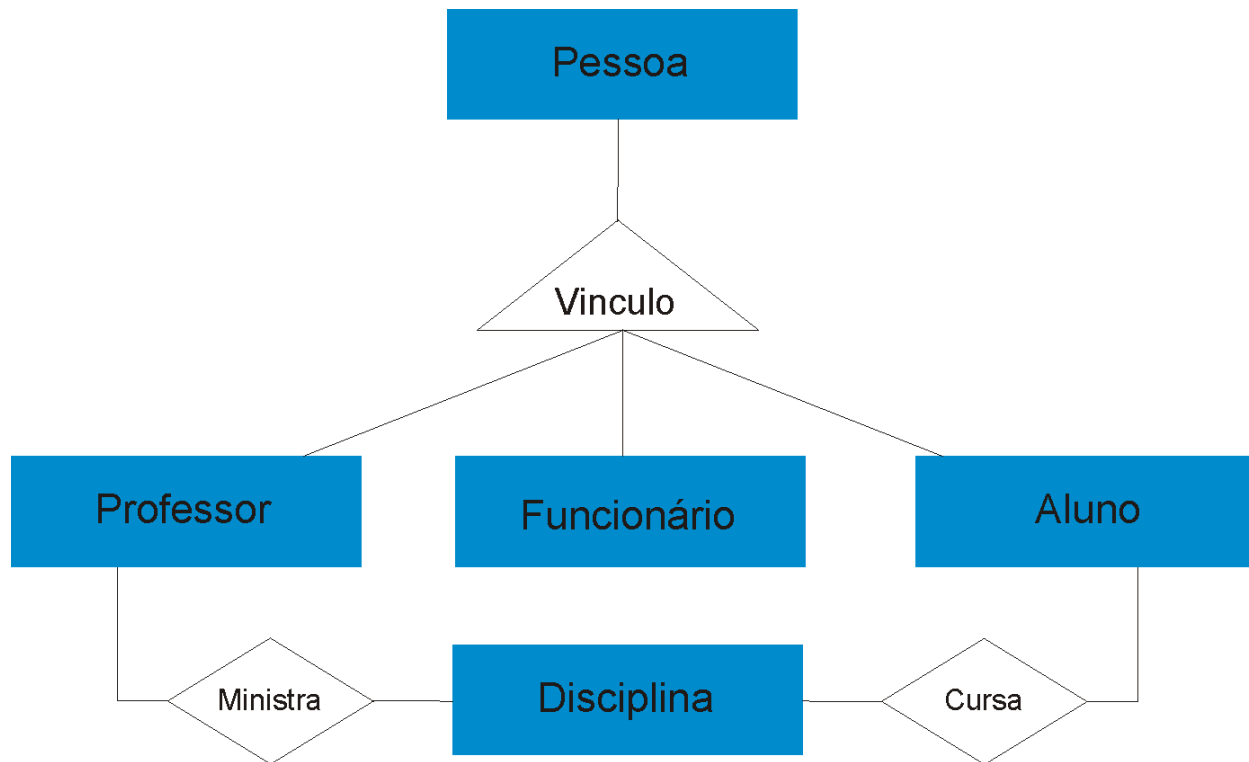 Pessoa
Vinculo
Professor
Funcionário
Aluno
Ministra
Disciplina
Cursa